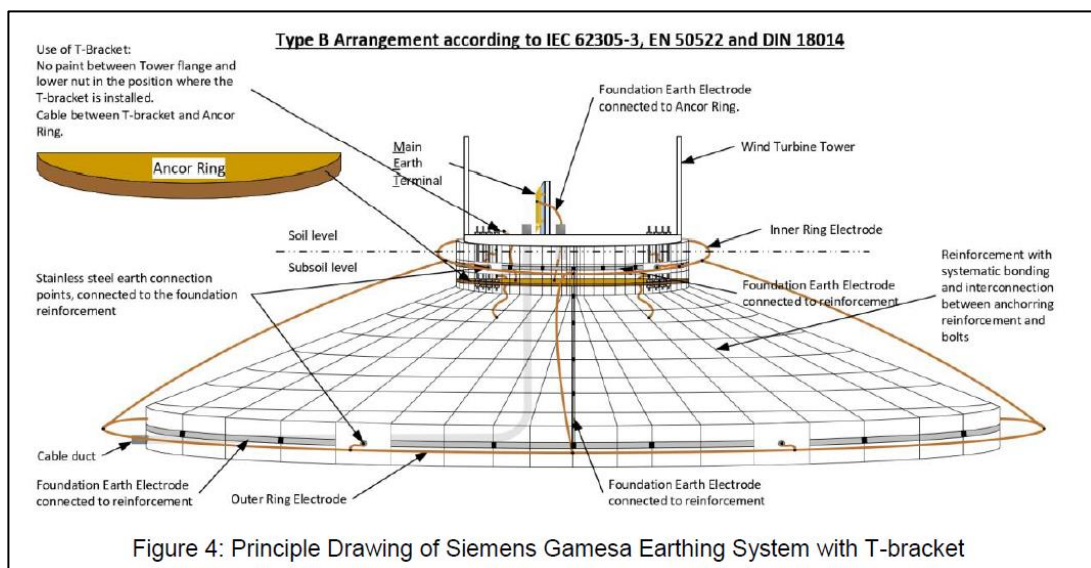 Type B Arrangement according to IEC 62305-3, EN 50522 and DIN 18014
Use of T-Bracket:
No paint between Tower flange and
lower nut in the position where the
T-bracket is installed.
Cable between T-bracket and Ancor
Ring.
Ancor Ring
Foundation Earth Electrode
connected to Ancor Ring.
Main
Earth
Terminal
Wind Turbine Tower
Soil level
Subsoil level
Inner Ring Electrode
Stainless steel earth connection
points, connected to the foundation
reinforcement
Foundation Earth Electrode
connected to reinforcement
Reinforcement with
systematic bonding
and interconnection
between anchorring
reinforcement and
bolts
Cable duct
Foundation Earth Electrode
connected to reinforcement
Outer Ring Electrode
Foundation Earth Electrode
connected to reinforcement
Figure 4: Principle Drawing of Siemens Gamesa Earthing System with T-bracket